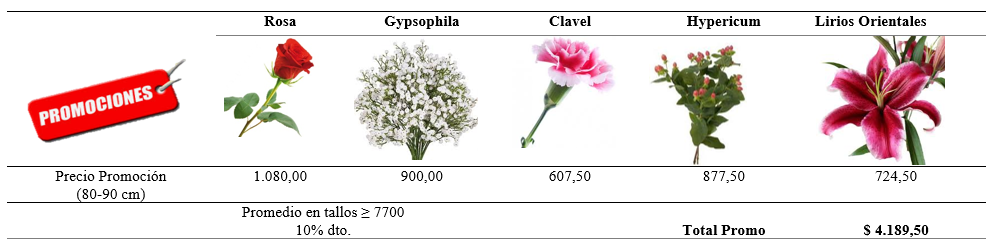 Rosa Gypsophila Clavel Hypericum Lirios Orientales
PROMOCIONES
Precio Promoción 1.080,00 900,00 607,50 877,50 724,50
(80-90 cm)
Promedio en tallos ≥ 7700
10% dto. Total Promo $ 4.189,50